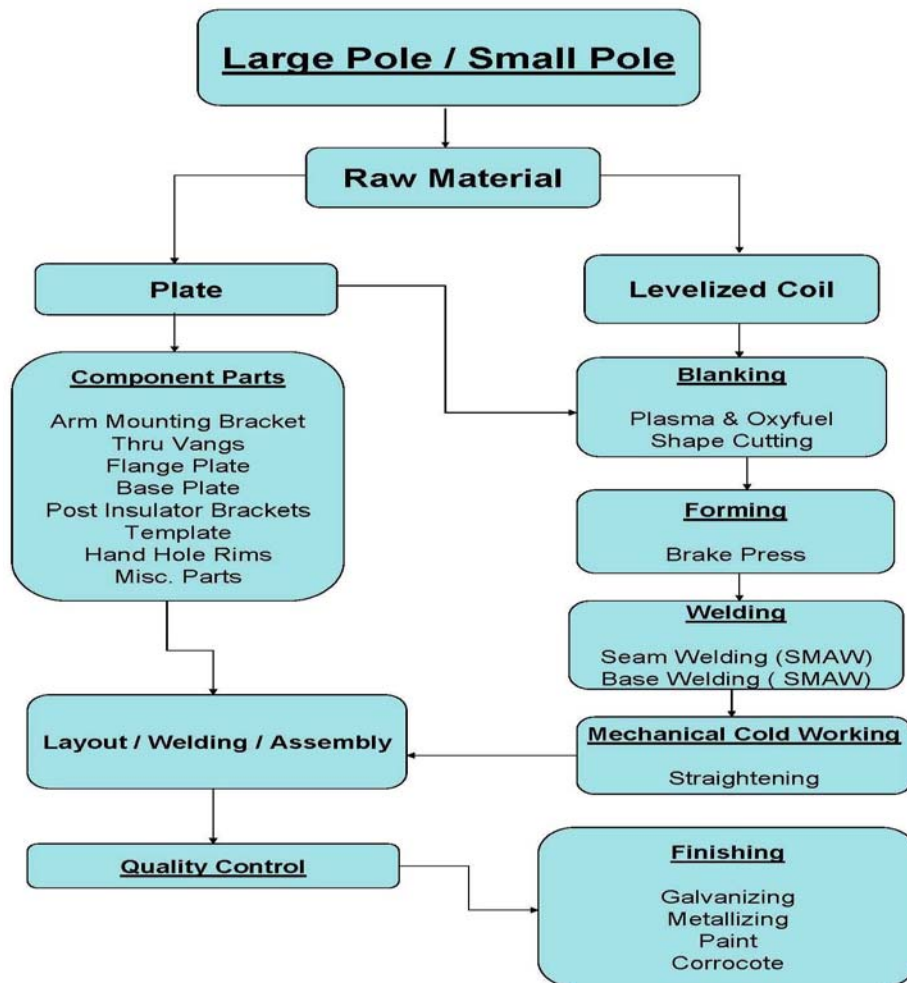 Large Pole / Small Pole
Raw Material
Plate
Levelized Coil
Component Parts
Arm Mounting Bracket
Thru Vangs
Flange Plate
Base Plate
Post Insulator Brackets
Template
Hand Hole Rims
Misc. Parts
Blanking
Plasma & Oxyfuel
Shape Cutting
Forming
Brake Press
Welding
Seam Welding (SMAW)
Base Welding ( SMAW)
Mechanical Cold Working
Straightening
Layout / Welding / Assembly
Quality Control
Finishing
Galvanizing
Metallizing
Paint
Corrocote